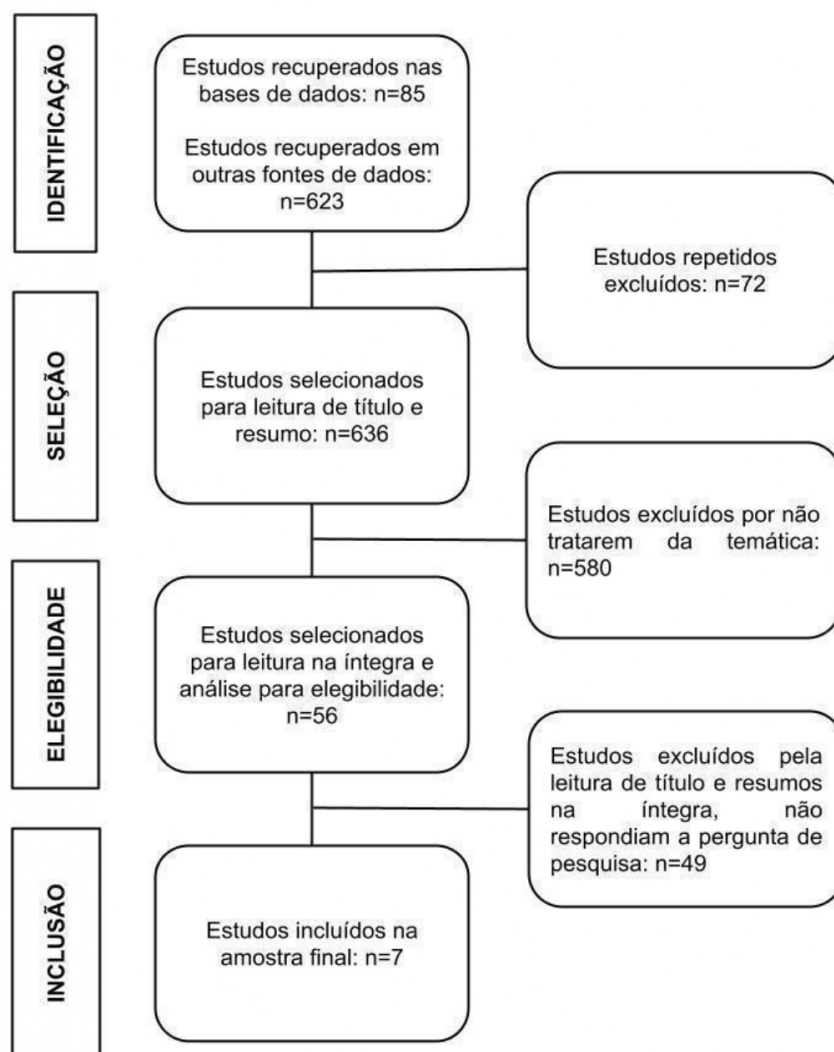 IDENTIFICAÇÃO
Estudos recuperados nas
bases de dados: n=85
Estudos recuperados em
outras fontes de dados:
n=623
Estudos repetidos
excluídos: n=72
SELEÇÃO
Estudos selecionados
para leitura de título e
resumo: n=636
Estudos excluídos por não
tratarem da temática:
n=580
ELEGIBILIDADE
Estudos selecionados
para leitura na íntegra e
análise para elegibilidade:
n=56
Estudos excluídos pela
leitura de título e resumos
na íntegra, não
respondiam a pergunta de
pesquisa: n=49
INCLUSÃO
Estudos incluídos na
amostra final: n=7